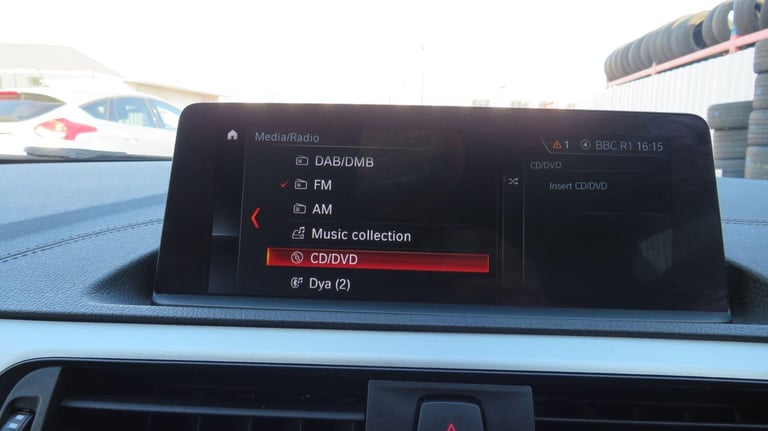 Media/Radio
1 BBC R1 16:15
DAB/DMB
FM
AM
Music collection
CD/DVD
Dya (2)
CD/DVD
Insert CD/DVD